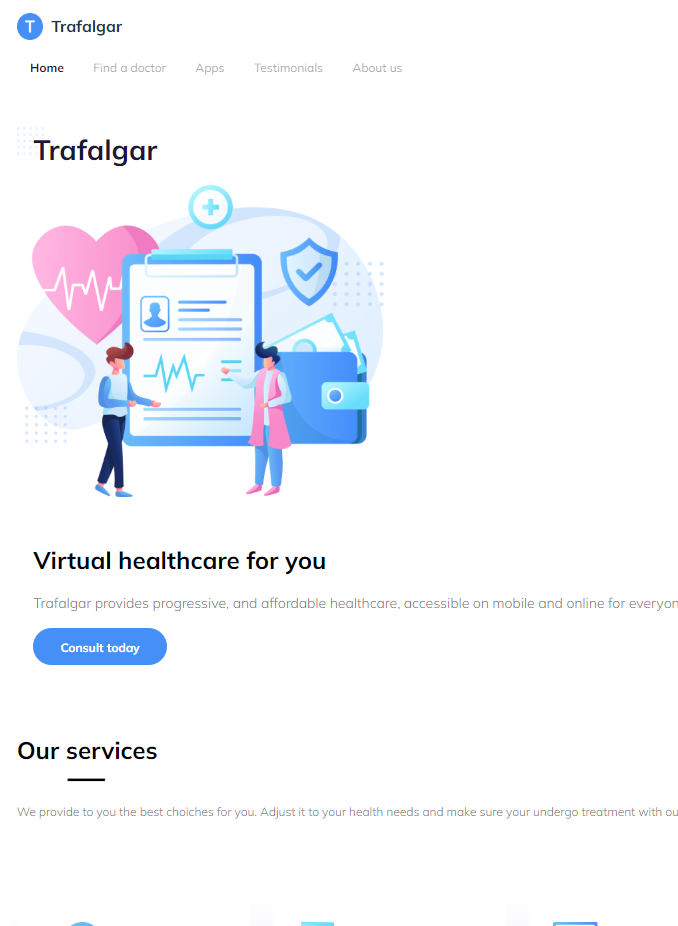 T Trafalgar
Home Find a doctor Apps Testimonials About us
Trafalgar
Virtual healthcare for you
Trafalgar provides progressive, and affordable healthcare, accessible on mobile and online for everyon
Consult today
Our services
We provide to you the best choiches for you. Adjust it to your health needs and make sure your undergo treatment with ou